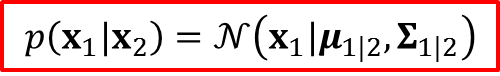 p(𝐱₁|𝐱₂) = 𝒩(𝐱₁|𝝁₁|₂, 𝚺₁|₂)